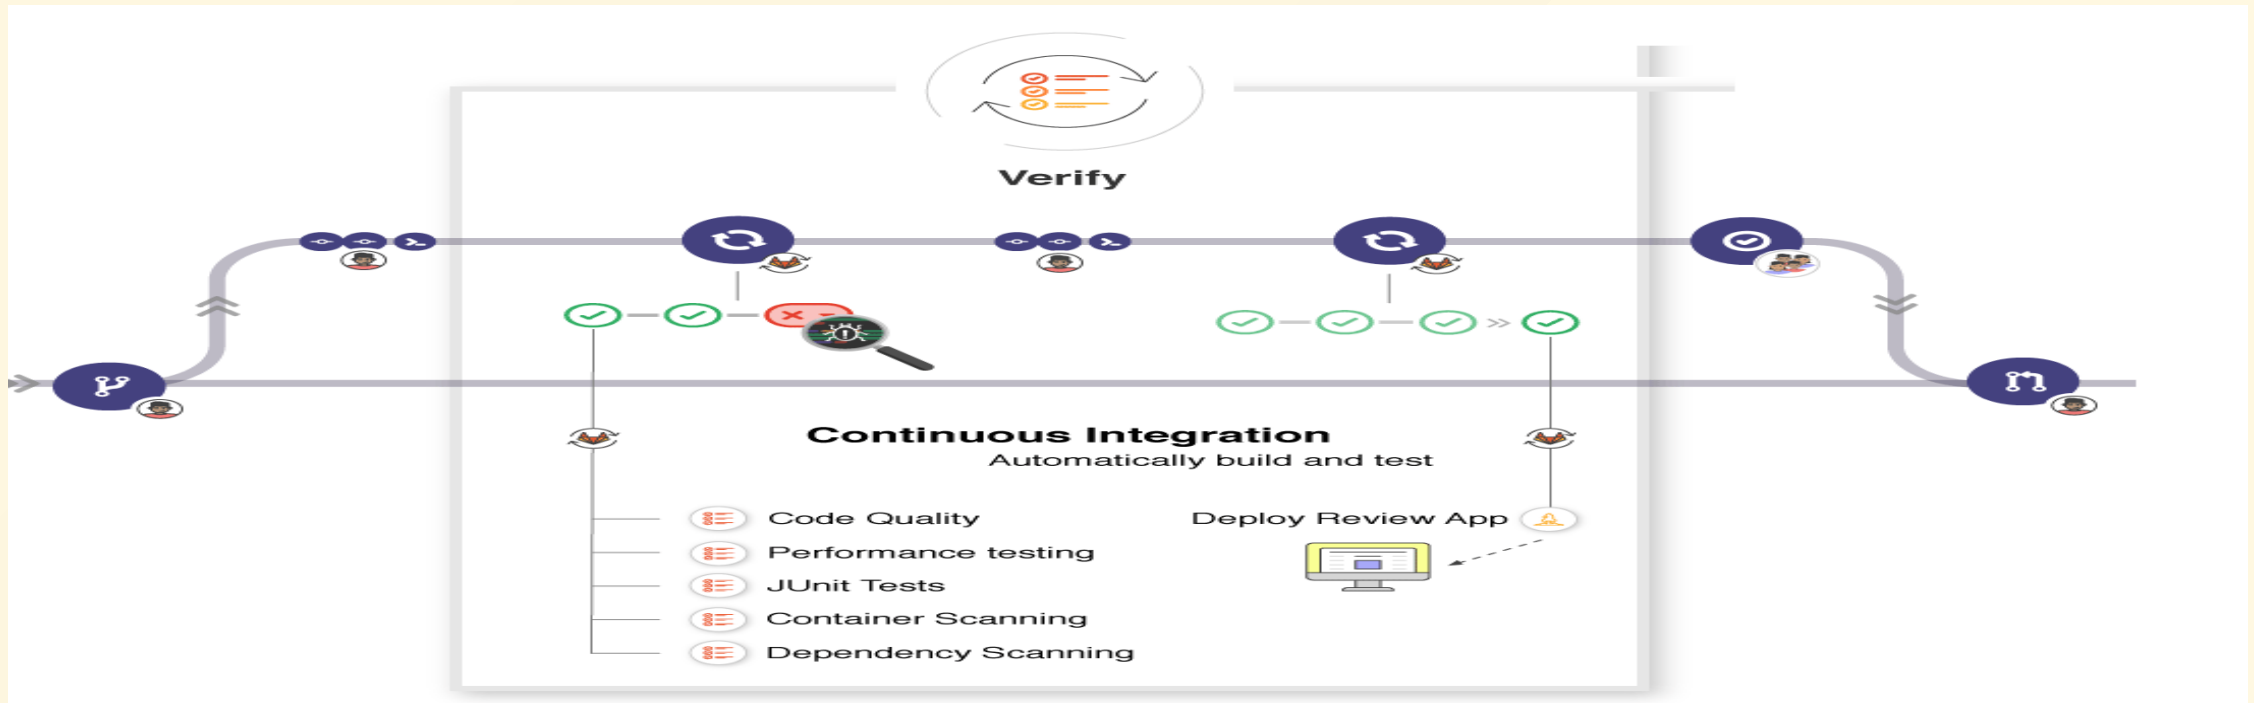 Verify
Continuous Integration
Automatically build and test
Code Quality
Performance testing
JUnit Tests
Container Scanning
Dependency Scanning
Deploy Review App